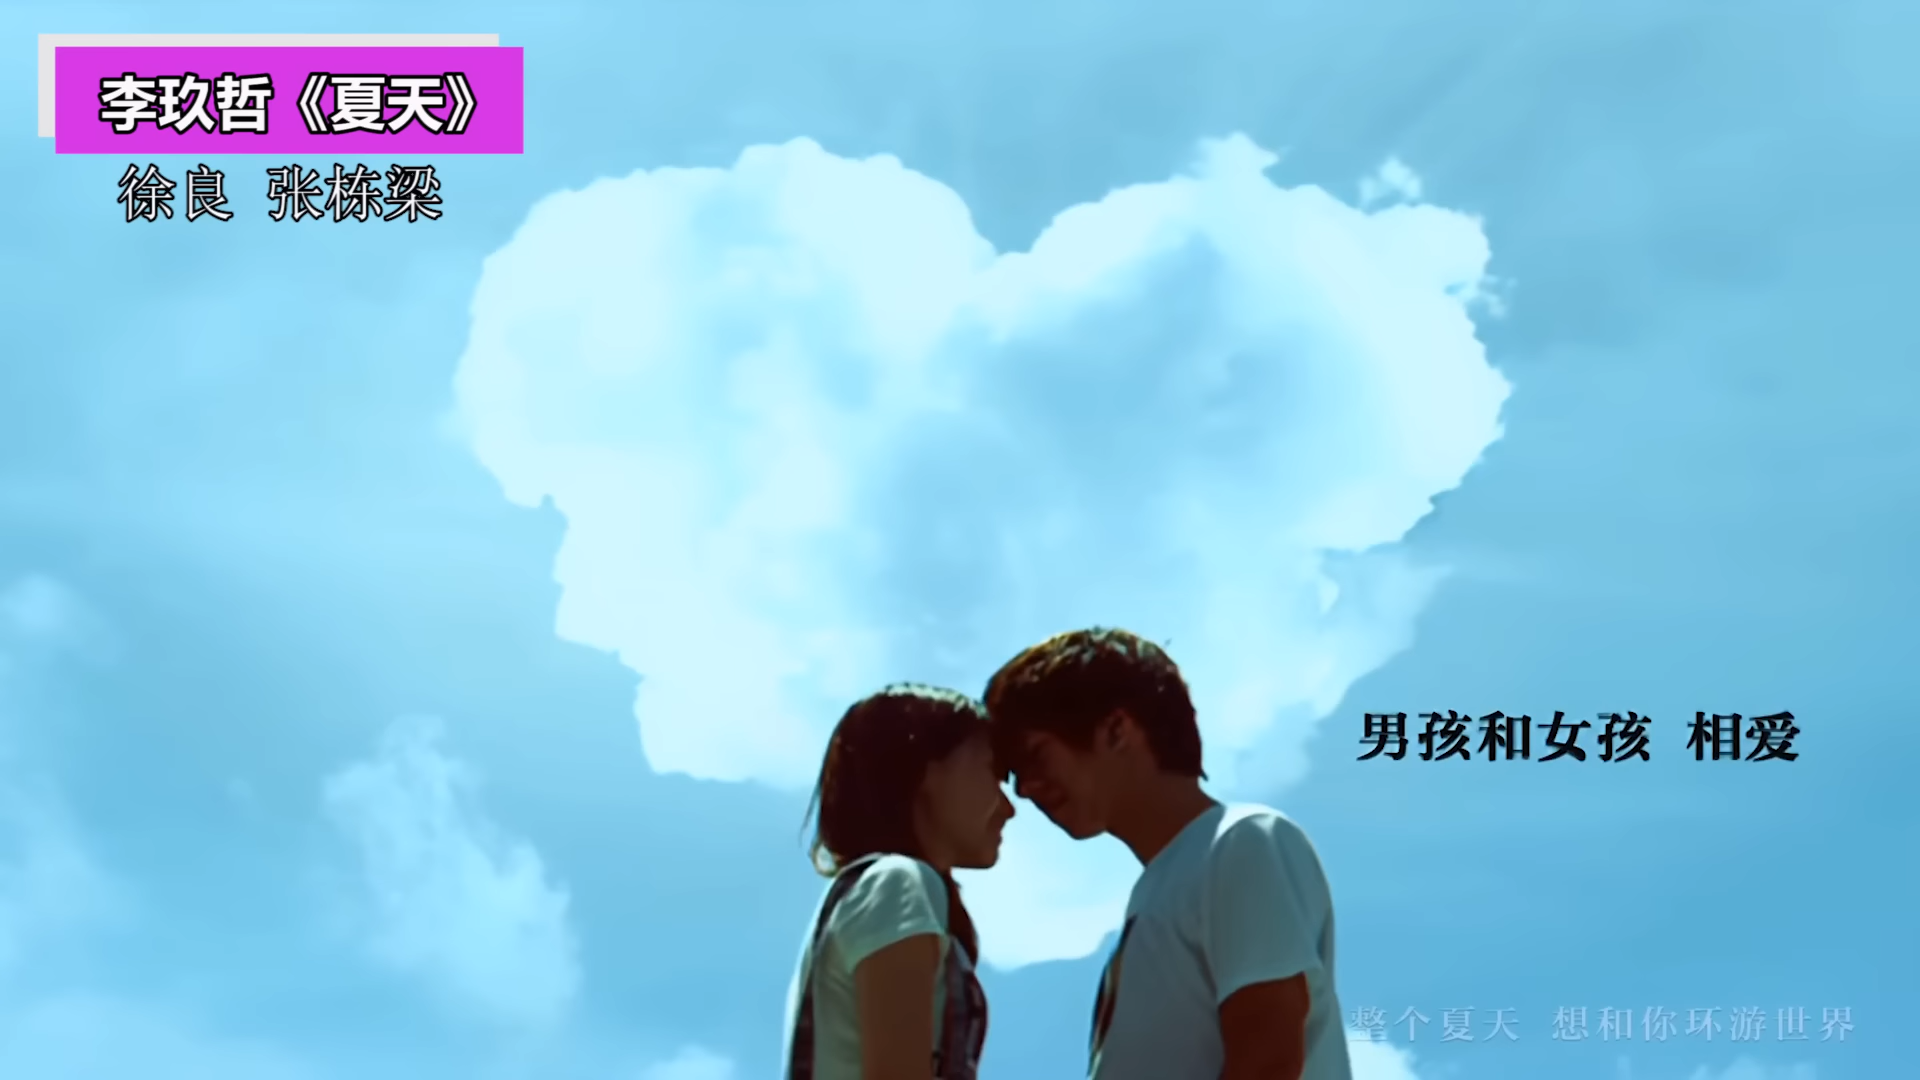 李玖哲《夏天》
徐良 张栋梁
男孩和女孩 相爱
整个夏天 想和你环游世界